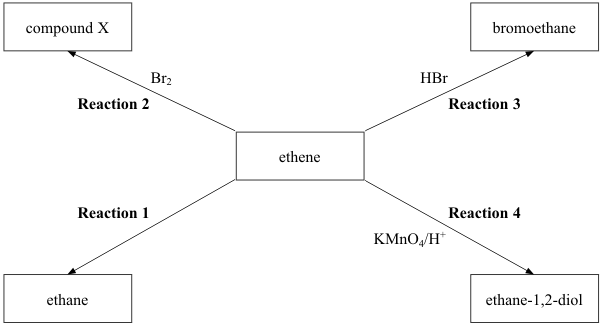 compound X
bromoethane
Br₂
HBr
Reaction 2
Reaction 3
ethene
Reaction 1
Reaction 4
KMnO₄/H⁺
ethane
ethane-1,2-diol